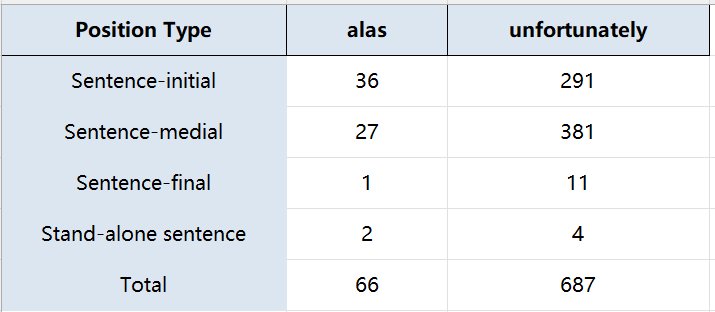 Position Type alas unfortunately
Sentence-initial 36 291
Sentence-medial 27 381
Sentence-final 1 11
Stand-alone sentence 2 4
Total 66 687